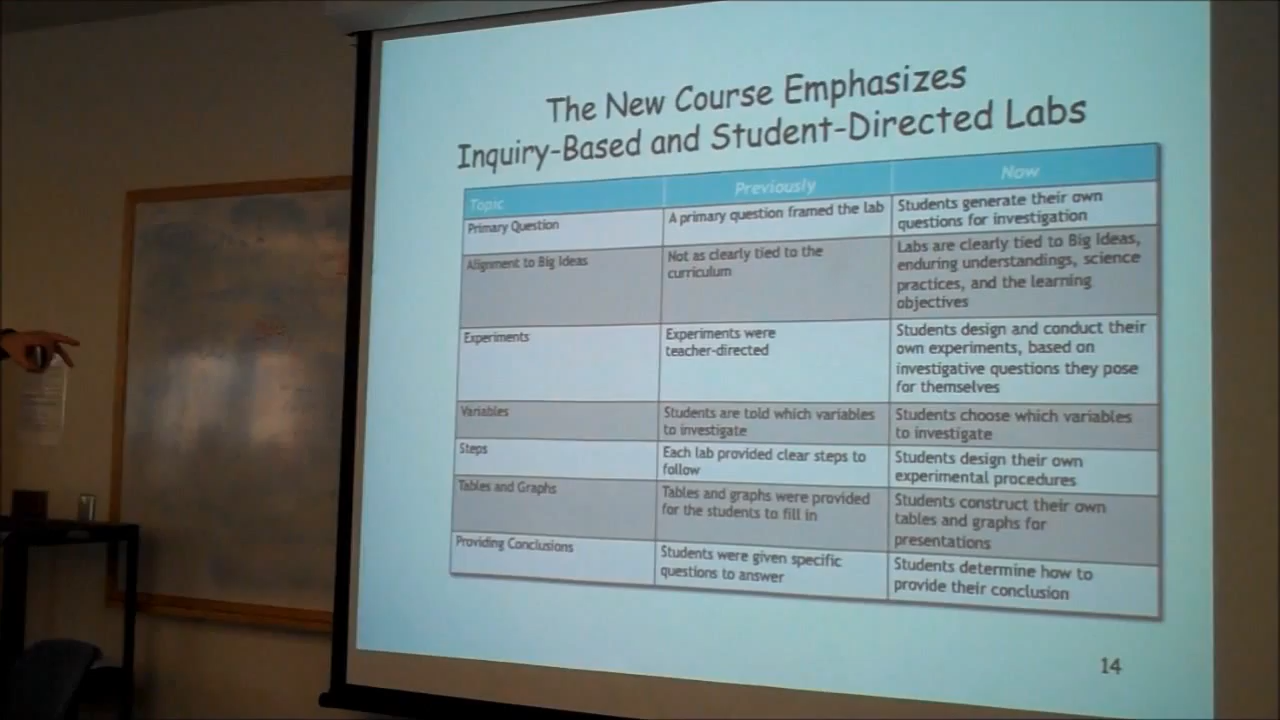 The New Course Emphasizes
Inquiry-Based and Student-Directed Labs
Topic
Previously
Now
Primary Question
A primary question framed the lab
Students generate their own
questions for investigation
Alignment to Big Ideas
Not as clearly tied to the
curriculum
Labs are clearly tied to Big Ideas,
enduring understandings, science
practices, and the learning
objectives
Experiments
Experiments were
teacher-directed
Students design and conduct their
own experiments, based on
investigative questions they pose
for themselves
Variables
Students are told which variables
to investigate
Students choose which variables
to investigate
Steps
Each lab provided clear steps to
follow
Students design their own
experimental procedures
Tables and Graphs
Tables and graphs were provided
for the students to fill in
Students construct their own
tables and graphs for
presentations
Providing Conclusions
Students were given specific
questions to answer
Students determine how to
provide their conclusion
14